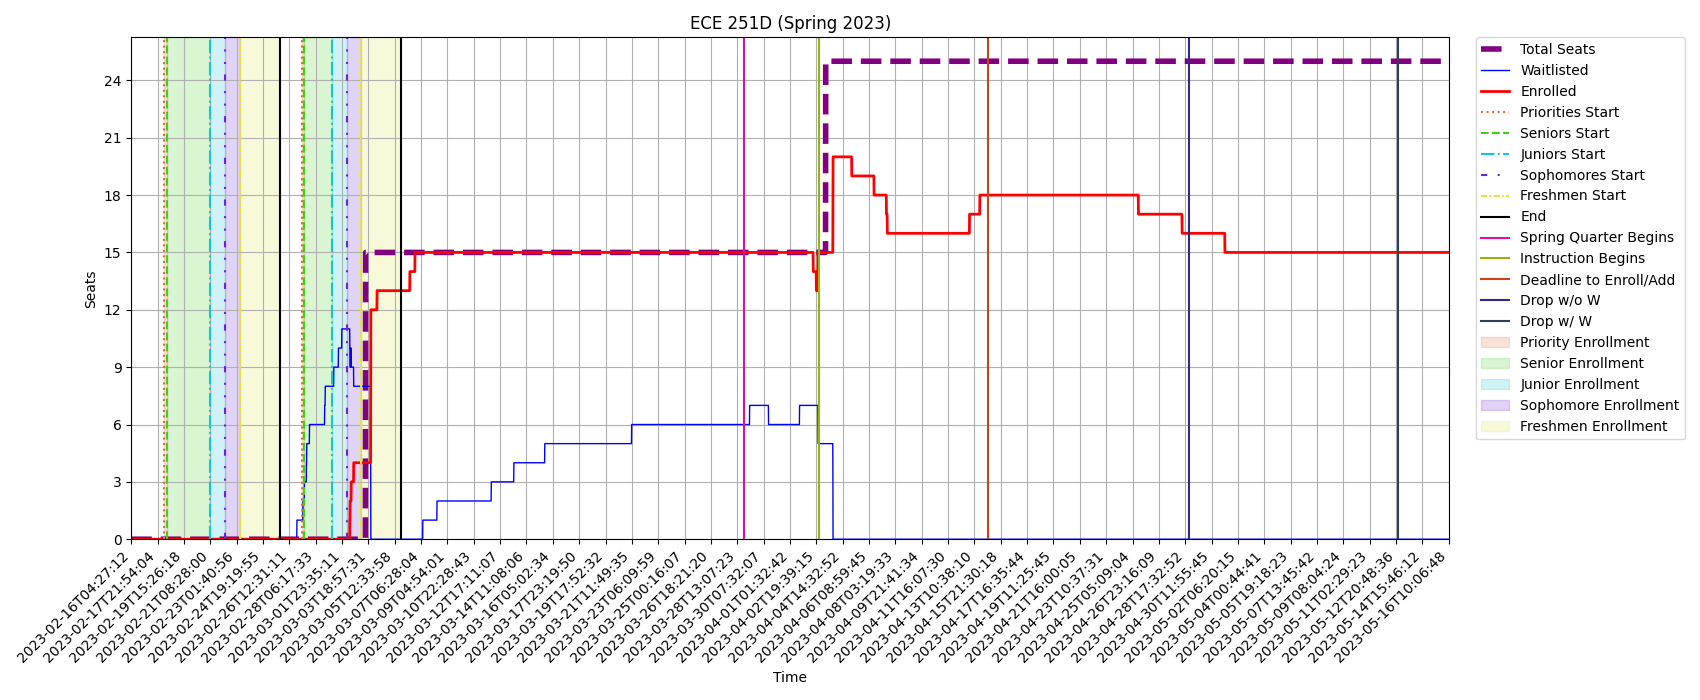 ECE 251D (Spring 2023)
Seats
24
21
18
15
12
9
6
3
0
2023-02-16T04:27:12
2023-02-17T21:54:04
2023-02-19T15:26:18
2023-02-21T08:28:00
2023-02-23T01:40:56
2023-02-24T19:19:55
2023-02-26T12:31:11
2023-02-28T06:17:33
2023-03-01T23:35:11
2023-03-03T18:57:31
2023-03-05T12:33:58
2023-03-07T06:28:04
2023-03-09T04:54:01
2023-03-10T22:28:43
2023-03-12T17:11:07
2023-03-14T11:08:06
2023-03-16T05:02:34
2023-03-17T23:19:50
2023-03-19T17:52:32
2023-03-21T11:49:35
2023-03-23T06:09:59
2023-03-25T00:16:07
2023-03-26T18:21:20
2023-03-28T13:07:23
2023-03-30T07:32:07
2023-04-01T01:32:42
2023-04-02T19:39:15
2023-04-04T14:32:52
2023-04-06T08:59:45
2023-04-08T03:19:33
2023-04-09T21:41:34
2023-04-11T16:07:30
2023-04-13T10:38:10
2023-04-15T21:30:18
2023-04-17T16:35:44
2023-04-19T11:25:45
2023-04-21T16:00:05
2023-04-23T10:37:31
2023-04-25T05:09:04
2023-04-26T23:16:09
2023-04-28T17:32:52
2023-04-30T11:55:45
2023-05-02T06:20:15
2023-05-04T00:44:41
2023-05-05T19:18:23
2023-05-07T13:45:42
2023-05-09T08:04:24
2023-05-11T02:29:23
2023-05-12T20:48:36
2023-05-14T15:46:12
2023-05-16T10:06:48
Time
Total Seats
Waitlisted
Enrolled
Priorities Start
Seniors Start
Juniors Start
Sophomores Start
Freshmen Start
End
Spring Quarter Begins
Instruction Begins
Deadline to Enroll/Add
Drop w/o W
Drop w/ W
Priority Enrollment
Senior Enrollment
Junior Enrollment
Sophomore Enrollment
Freshmen Enrollment